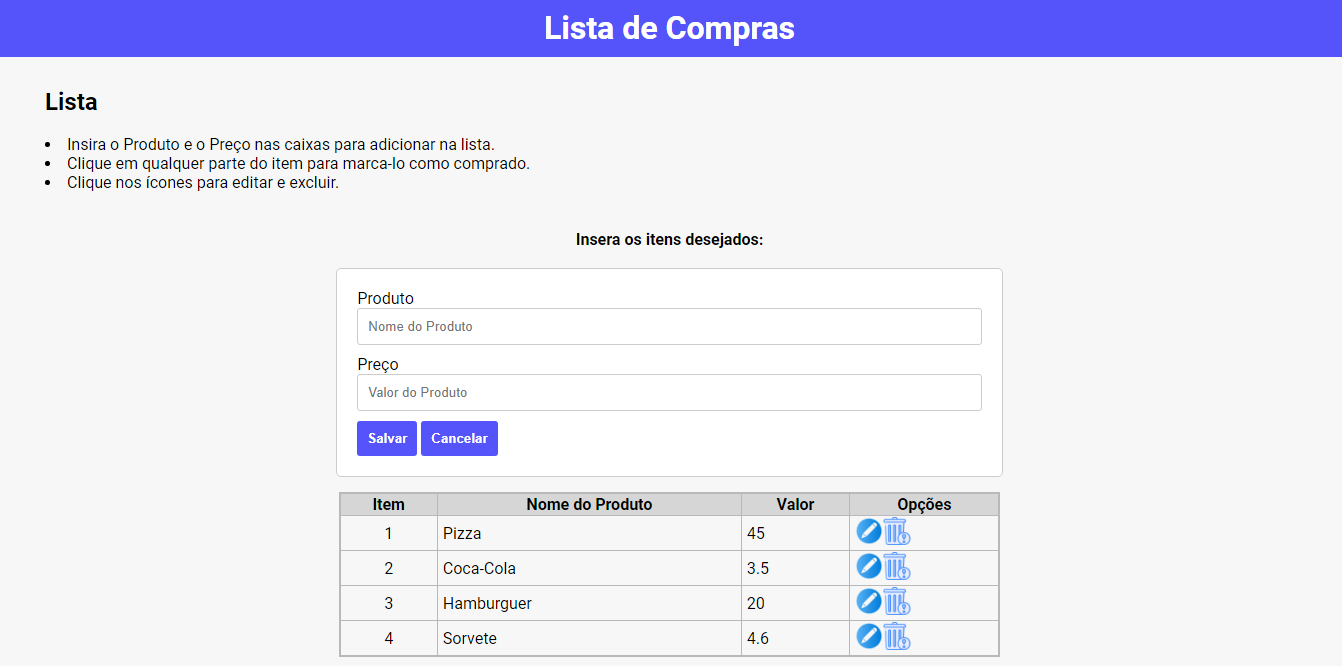 Lista de Compras
Lista
Insira o Produto e o Preço nas caixas para adicionar na lista.
Clique em qualquer parte do item para marca-lo como comprado.
Clique nos ícones para editar e excluir.
Insera os itens desejados:
Produto
Nome do Produto
Preço
Valor do Produto
Salvar Cancelar
Item Nome do Produto Valor Opções
1 Pizza 45
2 Coca-Cola 3.5
3 Hamburguer 20
4 Sorvete 4.6